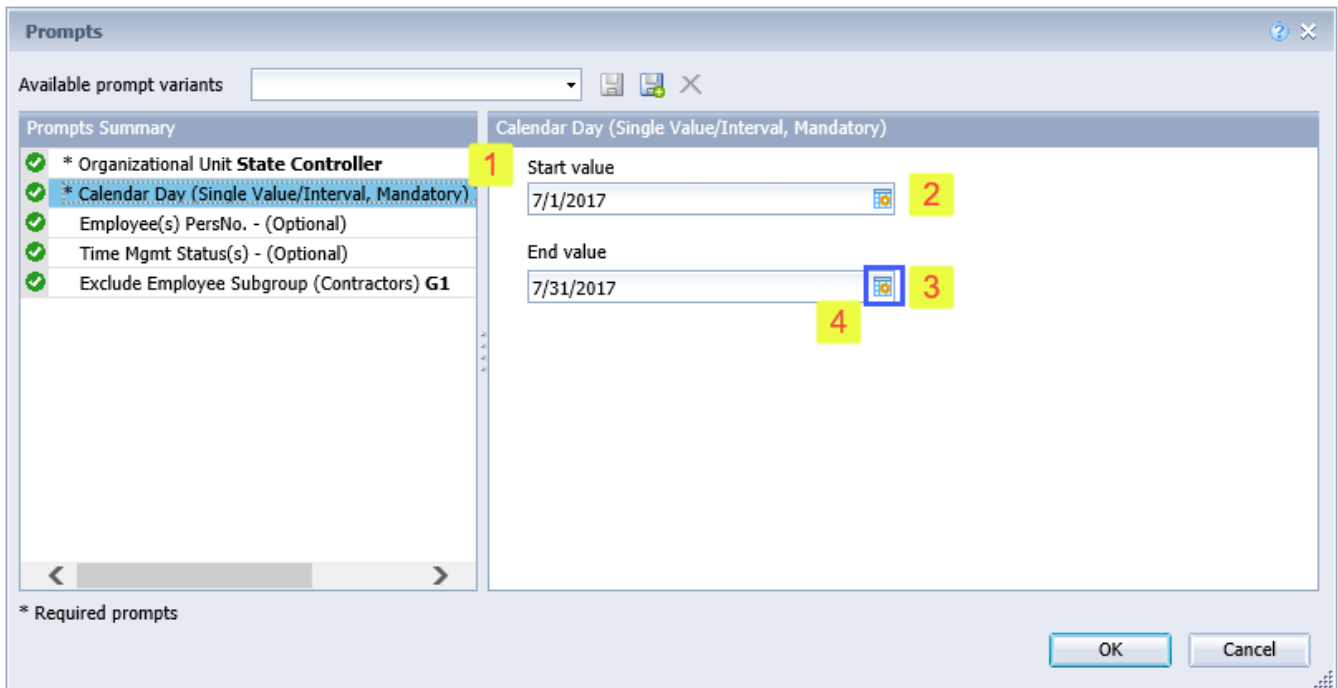 Prompts
Available prompt variants
Prompts Summary
Calendar Day (Single Value/Interval, Mandatory)
* Organizational Unit State Controller
* Calendar Day (Single Value/Interval, Mandatory)
Employee(s) PersNo. - (Optional)
Time Mgmt Status(s) - (Optional)
Exclude Employee Subgroup (Contractors) G1
1
Start value
7/1/2017
2
End value
7/31/2017
3
4
* Required prompts
OK
Cancel